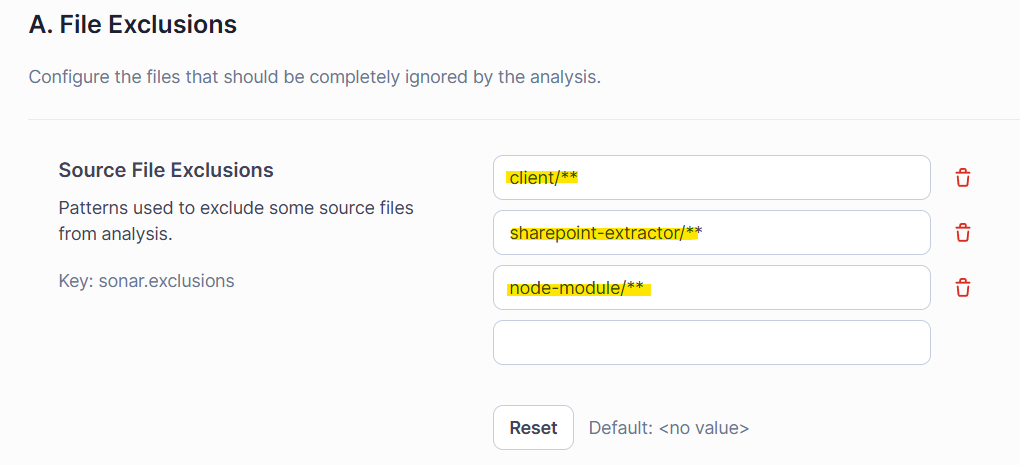 A. File Exclusions
Configure the files that should be completely ignored by the analysis.
Source File Exclusions
Patterns used to exclude some source files
from analysis.
Key: sonar.exclusions
client/**
sharepoint-extractor/**
node-module/**
Reset
Default: <no value>